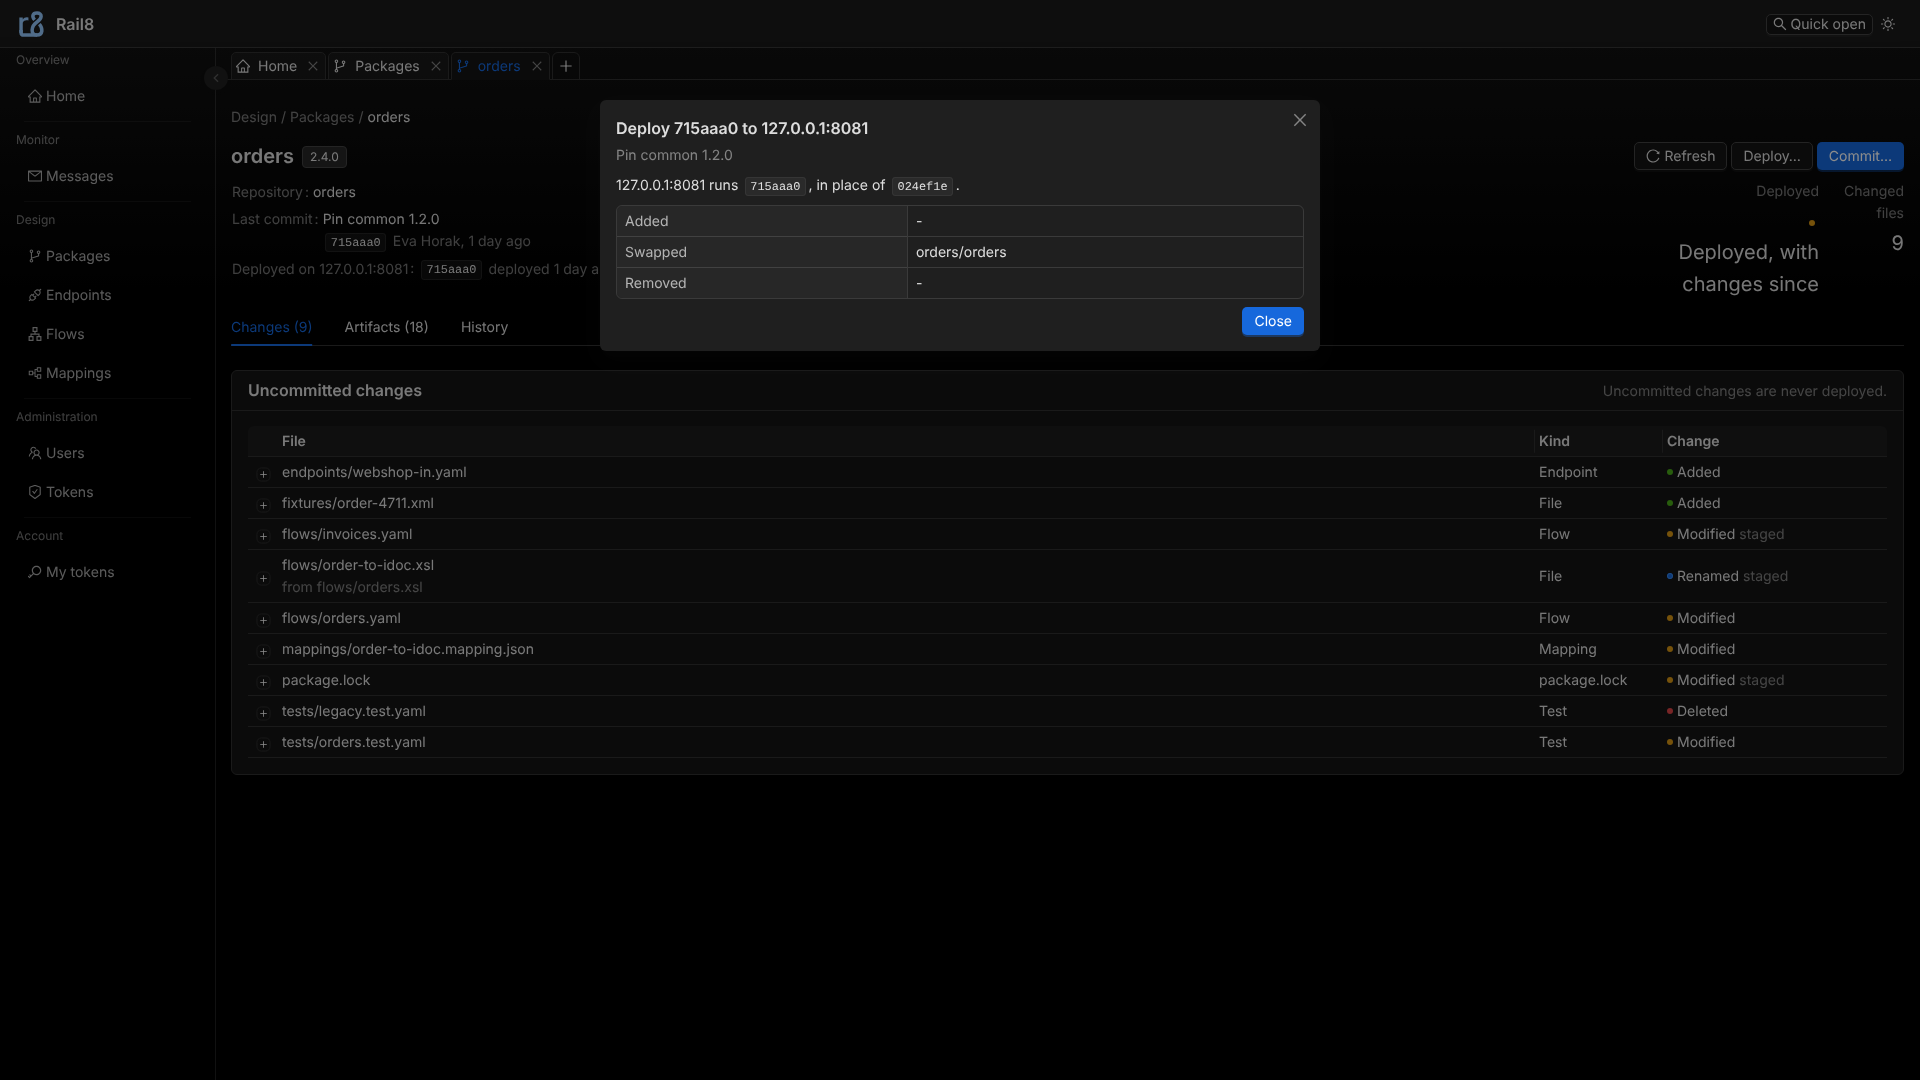 Rail8
Quick open
Overview
Home
Monitor
Messages
Design
Packages
Endpoints
Flows
Mappings
Administration
Users
Tokens
Account
My tokens
Home
Packages
orders
Design / Packages / orders
orders 2.4.0
Refresh
Deploy...
Commit...
Repository: orders
Last commit: Pin common 1.2.0
715aaa0 Eva Horak, 1 day ago
Deployed on 127.0.0.1:8081: 715aaa0 deployed 1 day a
Deployed
Deployed, with
changes since
Changed
files
9
Deploy 715aaa0 to 127.0.0.1:8081
Pin common 1.2.0
127.0.0.1:8081 runs 715aaa0, in place of 024ef1e.
Added -
Swapped orders/orders
Removed -
Close
Changes (9)
Artifacts (18)
History
Uncommitted changes
Uncommitted changes are never deployed.
File Kind Change
endpoints/webshop-in.yaml Endpoint Added
fixtures/order-4711.xml File Added
flows/invoices.yaml Flow Modified staged
flows/order-to-idoc.xsl
from flows/orders.xsl
File Renamed staged
flows/orders.yaml Flow Modified
mappings/order-to-idoc.mapping.json Mapping Modified
package.lock package.lock Modified staged
tests/legacy.test.yaml Test Deleted
tests/orders.test.yaml Test Modified